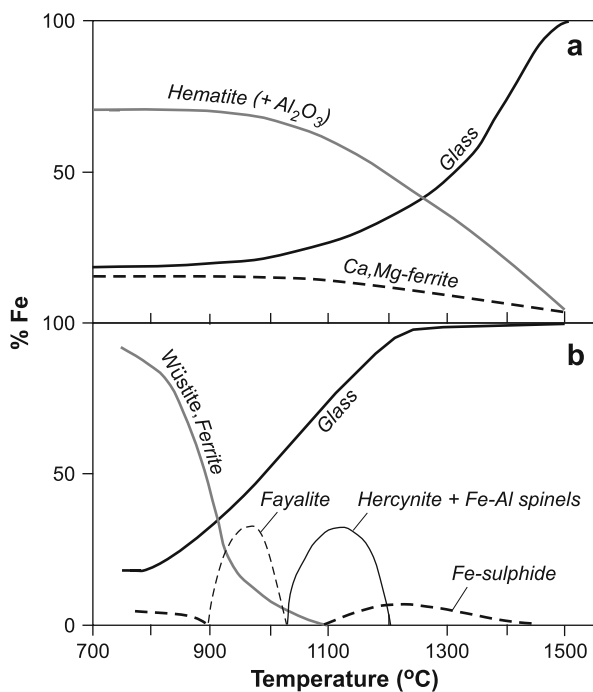 100
a
Hematite (+ Al2O3)
Glass
50
Ca,Mg-ferrite
% Fe
100
b
Wüstite, Ferrite
Glass
50
Fayalite
Hercynite + Fe-Al spinels
Fe-sulphide
0
700
900
1100
1300
1500
Temperature (ºC)